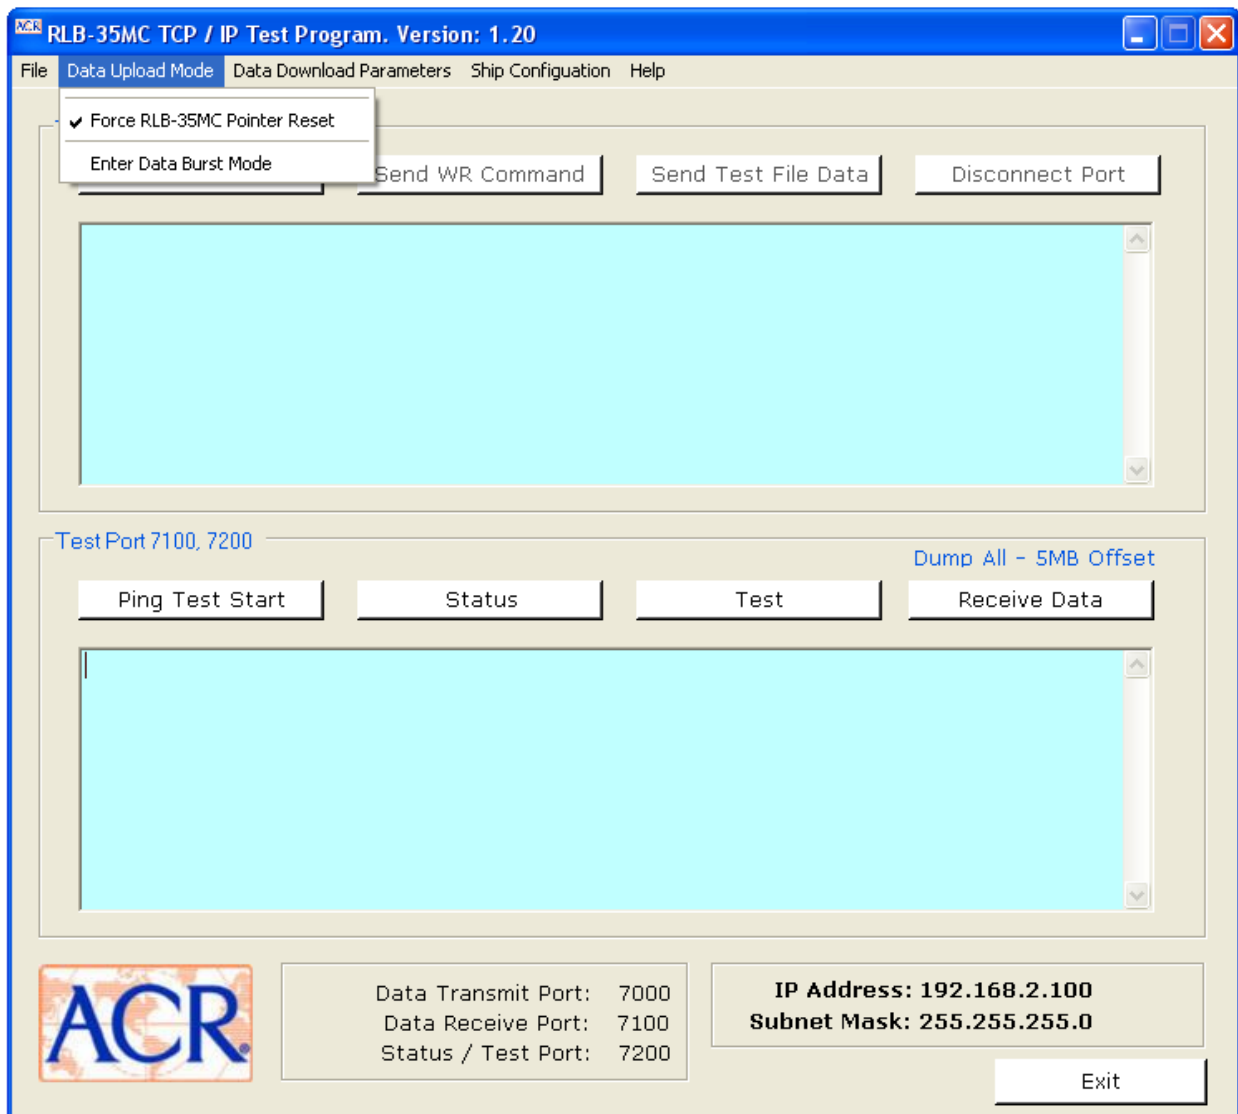 ACR RLB-35MC TCP / IP Test Program. Version: 1.20
File Data Upload Mode Data Download Parameters Ship Configuation Help
✔ Force RLB-35MC Pointer Reset
Enter Data Burst Mode
Send WR Command Send Test File Data Disconnect Port
Test Port 7100, 7200
Dump All - 5MB Offset
Ping Test Start Status Test Receive Data
ACR®
Data Transmit Port: 7000
Data Receive Port: 7100
Status / Test Port: 7200
IP Address: 192.168.2.100
Subnet Mask: 255.255.255.0
Exit